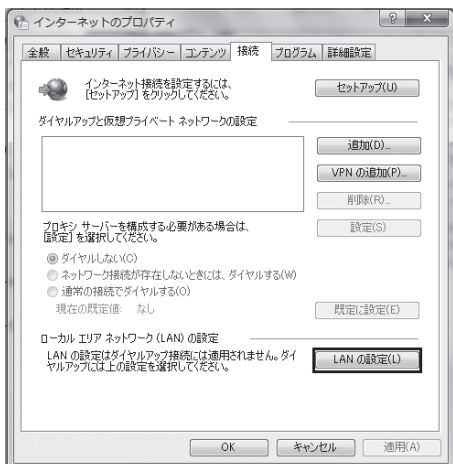 インターネットのプロパティ
全般 セキュリティ プライバシー コンテンツ 接続 プログラム 詳細設定
インターネット接続を設定するには、
[セットアップ] をクリックしてください。
セットアップ(U)
ダイヤルアップと仮想プライベート ネットワークの設定
追加(D)...
VPN の追加(P)...
削除(R)...
プロキシ サーバーを構成する必要がある場合は、
[設定] を選択してください。
設定(S)
ダイヤルしない(C)
ネットワーク接続が存在しないときには、ダイヤルする(W)
通常の接続でダイヤルする(O)
現在の既定値: なし
既定に設定(E)
ローカル エリア ネットワーク (LAN) の設定
LAN の設定はダイヤルアップ接続には適用されません。ダイ
ヤルアップには上の設定を選択してください。
LAN の設定(L)
OK キャンセル 適用(A)